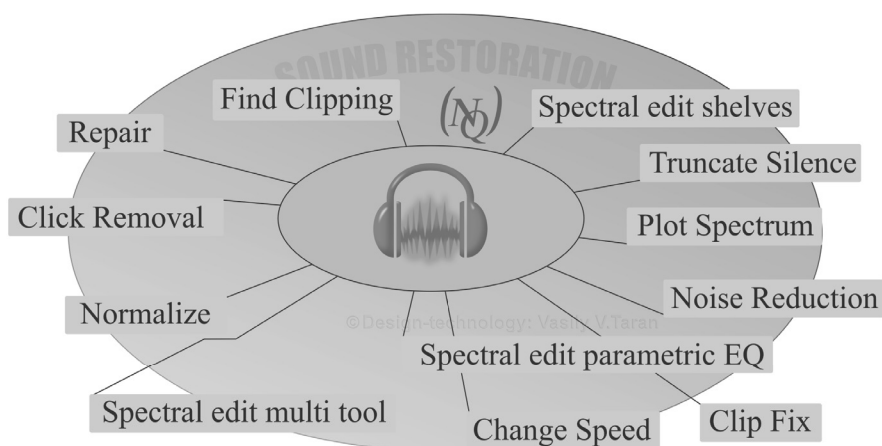 SOUND RESTORATION
Find Clipping
(NQ)
Spectral edit shelves
Repair
Truncate Silence
Click Removal
Plot Spectrum
Noise Reduction
Normalize
©Design-technology: Vasily V.Taran
Spectral edit parametric EQ
Spectral edit multi tool
Change Speed
Clip Fix